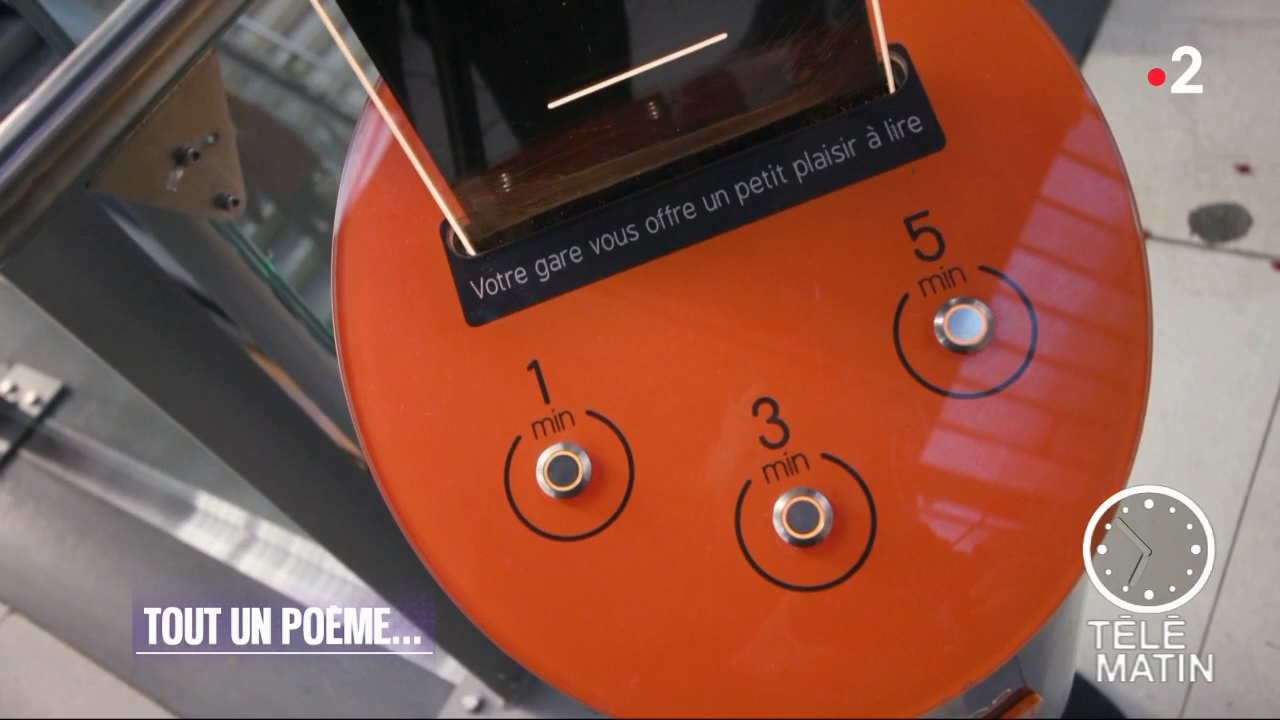 2
Votre gare vous offre un petit plaisir à lire
5
min
1
min
3
min
TOUT UN POÈME...
TÉLÉ
MATIN